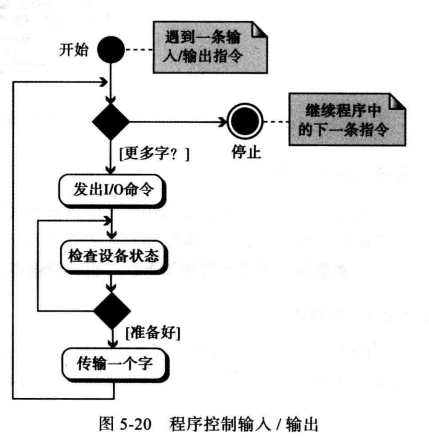 开始
遇到一条输
入/输出指令
继续程序中
的下一条指令
停止
[更多字？]
发出I/O命令
检查设备状态
[准备好]
传输一个字
图 5-20 程序控制输入 / 输出